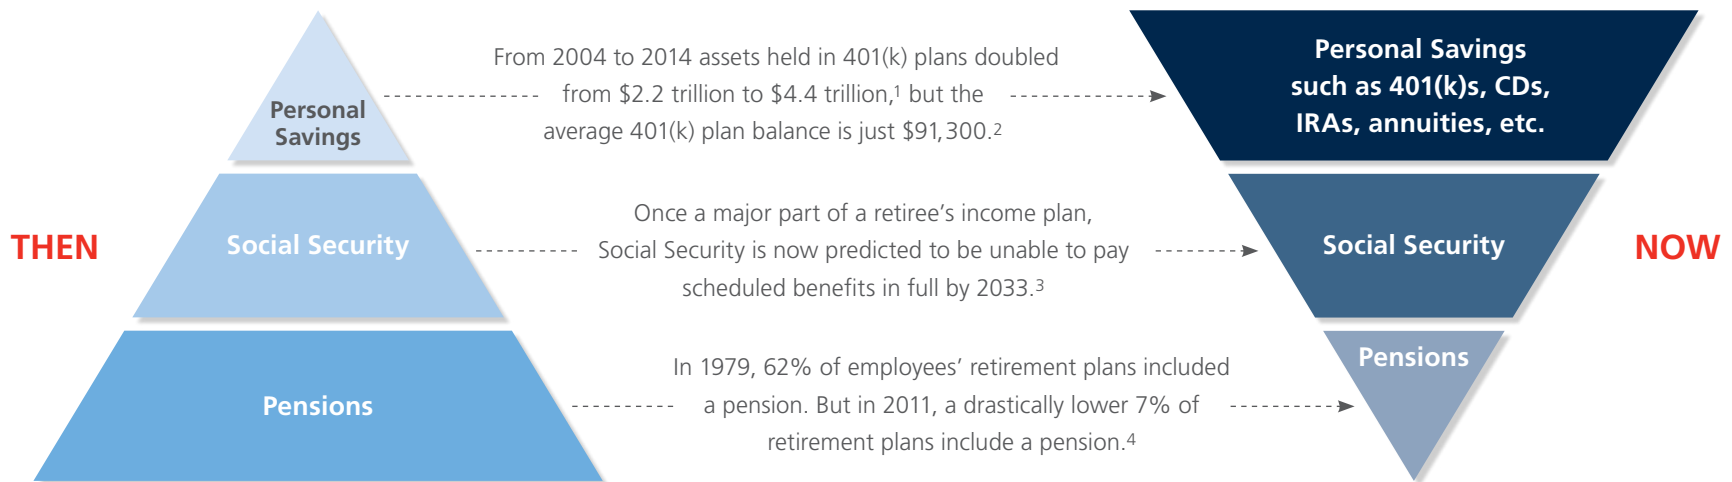 THEN
Personal
Savings
Social Security
Pensions
From 2004 to 2014 assets held in 401(k) plans doubled
from $2.2 trillion to $4.4 trillion,1 but the
average 401(k) plan balance is just $91,300.2
Once a major part of a retiree’s income plan,
Social Security is now predicted to be unable to pay
scheduled benefits in full by 2033.3
In 1979, 62% of employees’ retirement plans included
a pension. But in 2011, a drastically lower 7% of
retirement plans include a pension.4
Personal Savings
such as 401(k)s, CDs,
IRAs, annuities, etc.
Social Security
Pensions
NOW